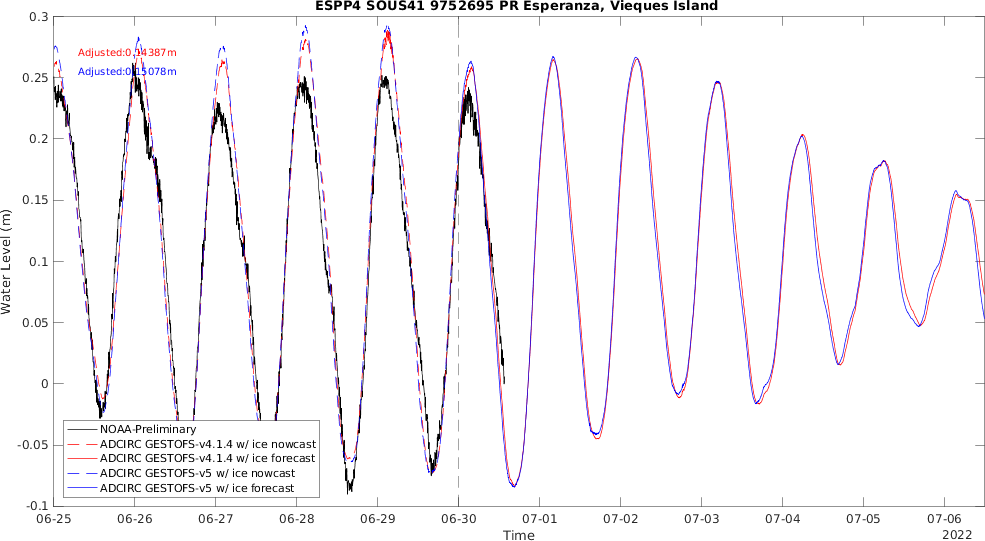 ESPP4 SOUS41 9752695 PR Esperanza, Vieques Island
0.3
0.25
0.2
0.15
0.1
0.05
0
-0.05
-0.1
Water Level (m)
Adjusted:0.14387m
Adjusted:0.15078m
NOAA-Preliminary
ADCIRC GESTOFS-v4.1.4 w/ ice nowcast
ADCIRC GESTOFS-v4.1.4 w/ ice forecast
ADCIRC GESTOFS-v5 w/ ice nowcast
ADCIRC GESTOFS-v5 w/ ice forecast
06-25 06-26 06-27 06-28 06-29 06-30 07-01 07-02 07-03 07-04 07-05 07-06
Time
2022